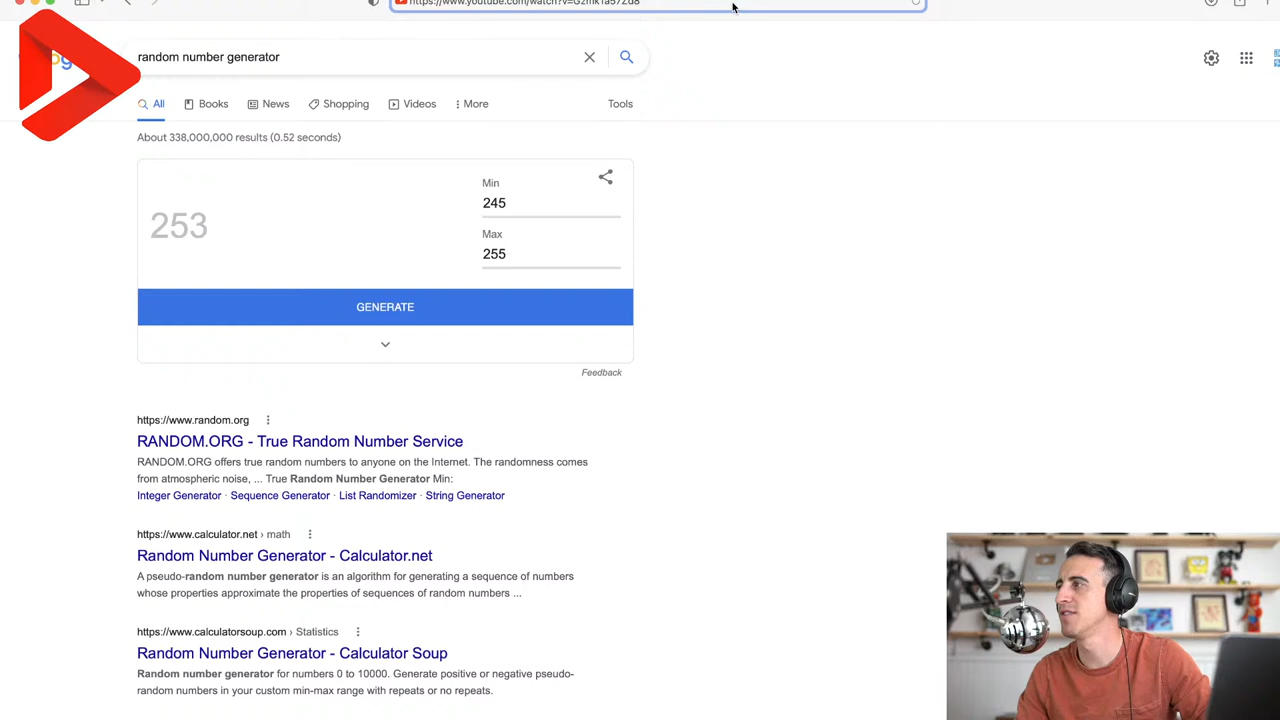 random number generator
All
Books
News
Shopping
Videos
More
Tools
About 338,000,000 results (0.52 seconds)
253
Min
245
Max
255
GENERATE
Feedback
https://www.random.org
RANDOM.ORG - True Random Number Service
RANDOM.ORG offers true random numbers to anyone on the Internet. The randomness comes
from atmospheric noise, ... True Random Number Generator Min:
Integer Generator · Sequence Generator · List Randomizer · String Generator
https://www.calculator.net › math
Random Number Generator - Calculator.net
A pseudo-random number generator is an algorithm for generating a sequence of numbers
whose properties approximate the properties of sequences of random numbers ...
https://www.calculatorsoup.com › Statistics
Random Number Generator - Calculator Soup
Random number generator for numbers 0 to 10000. Generate positive or negative pseudo-
random numbers in your custom min-max range with repeats or no repeats.